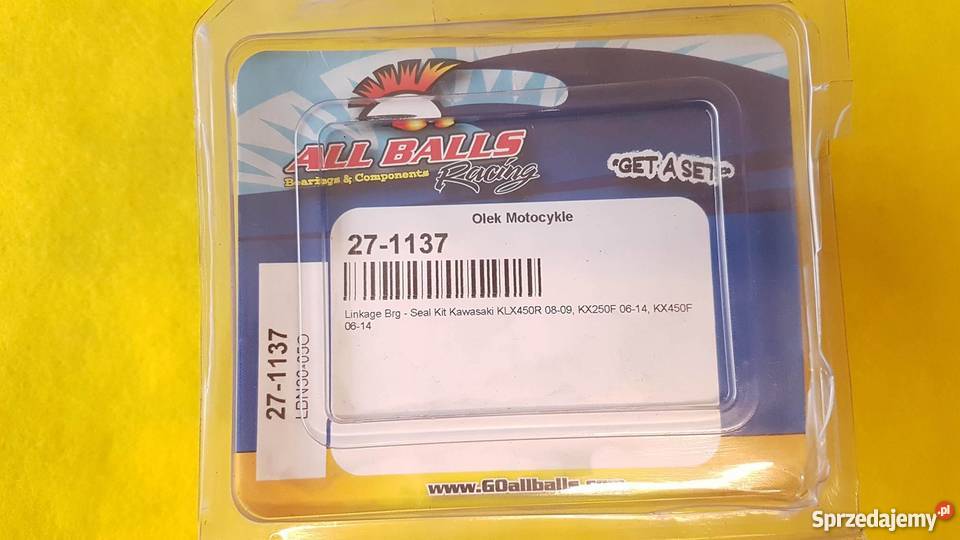 ALL BALLS
Bearings & Components
Racing
"GET A SET!"
Olek Motocykle
27-1137
Linkage Brg - Seal Kit Kawasaki KLX450R 08-09, KX250F 06-14, KX450F
06-14
27-1137
www.GOallballs.com
Sprzedajemy.pl